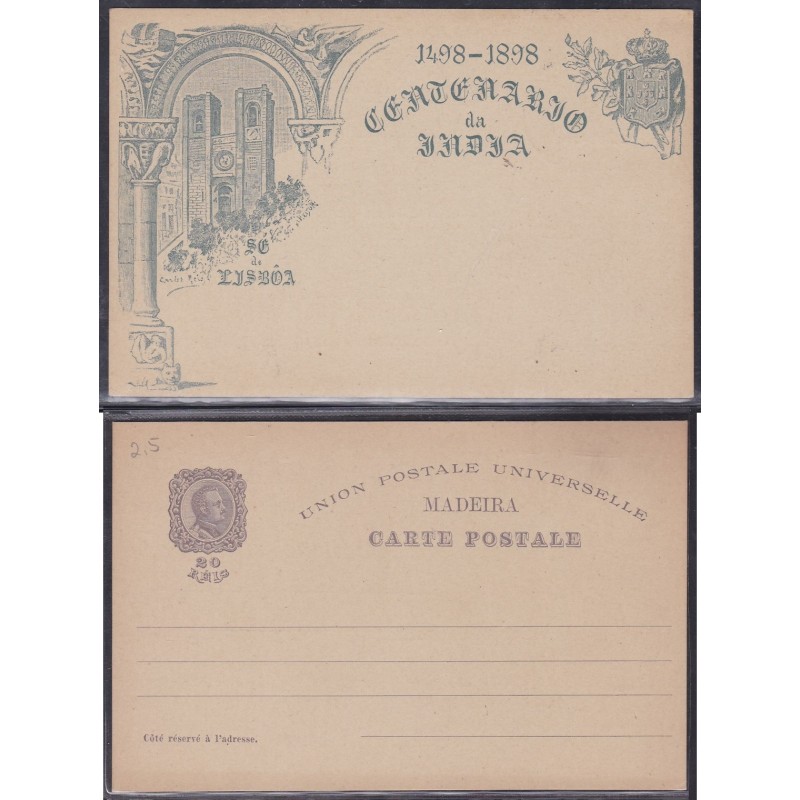 1498-1898
CENTENARIO
da
INDIA
SÉ
de
LISBÔA
2,5
UNION POSTALE UNIVERSELLE
MADEIRA
CARTE POSTALE
20
RÉIS
Côté réservé à l'adresse.